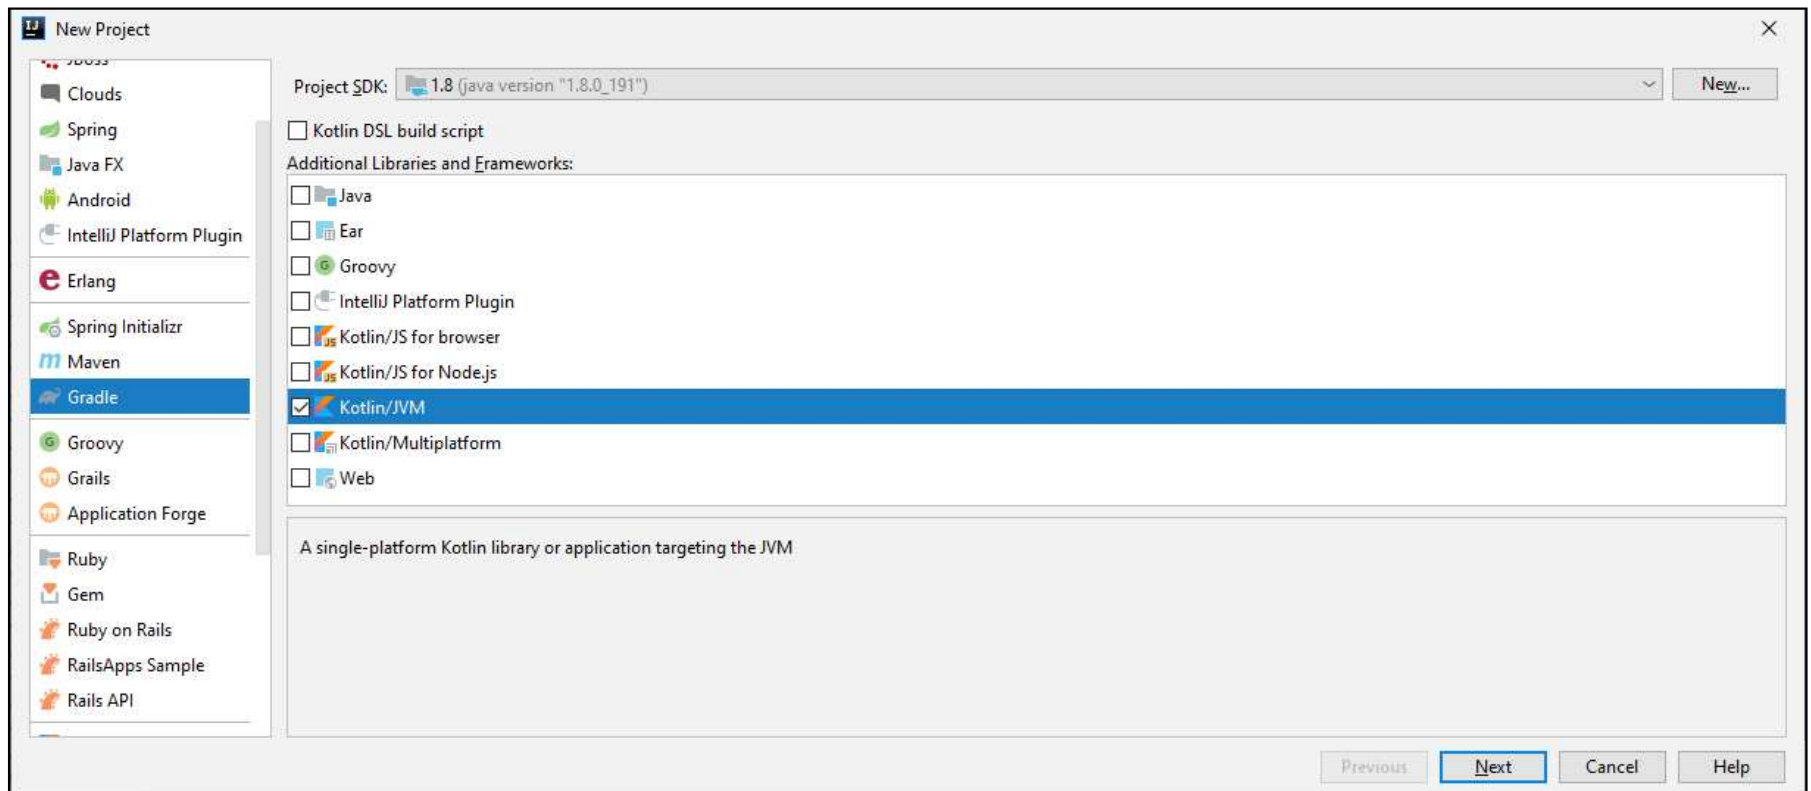 New Project
JBoss
Clouds
Spring
Java FX
Android
IntelliJ Platform Plugin
Erlang
Spring Initializr
Maven
Gradle
Groovy
Grails
Application Forge
Ruby
Gem
Ruby on Rails
RailsApps Sample
Rails API
Project SDK: 1.8 (java version "1.8.0_191") New...
Kotlin DSL build script
Additional Libraries and Frameworks:
Java
Ear
Groovy
IntelliJ Platform Plugin
Kotlin/JS for browser
Kotlin/JS for Node.js
Kotlin/JVM
Kotlin/Multiplatform
Web
A single-platform Kotlin library or application targeting the JVM
Previous Next Cancel Help